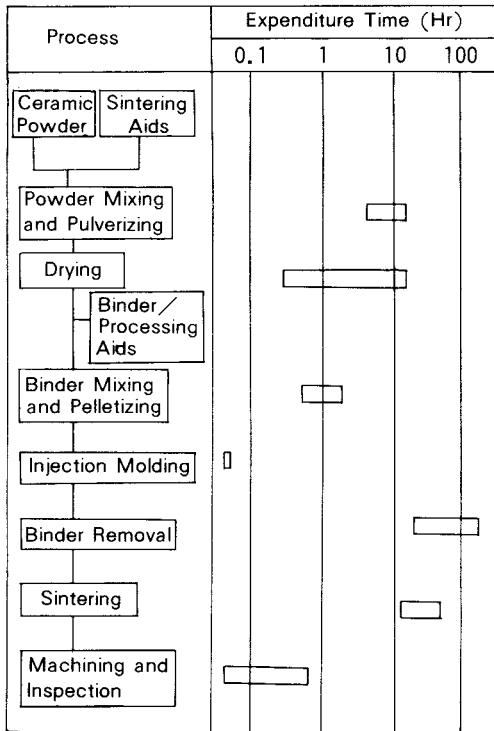 Process
Expenditure Time (Hr)
0.1 1 10 100
Ceramic
Powder
Sintering
Aids
Powder Mixing
and Pulverizing
Drying
Binder/
Processing
Aids
Binder Mixing
and Pelletizing
Injection Molding
Binder Removal
Sintering
Machining and
Inspection